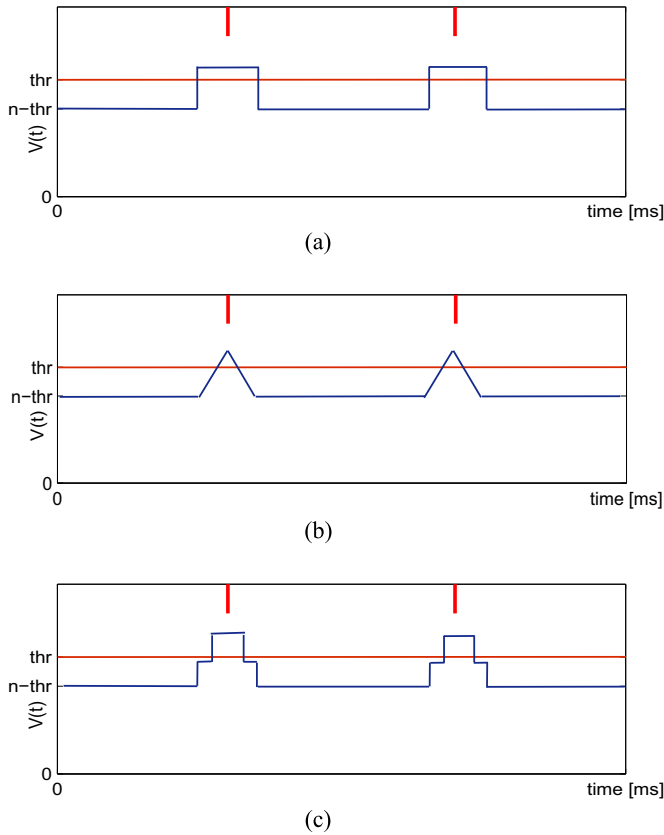 thr
n−thr
V(t)
0
0
time [ms]
(a)
thr
n−thr
V(t)
0
0
time [ms]
(b)
thr
n−thr
V(t)
0
0
time [ms]
(c)